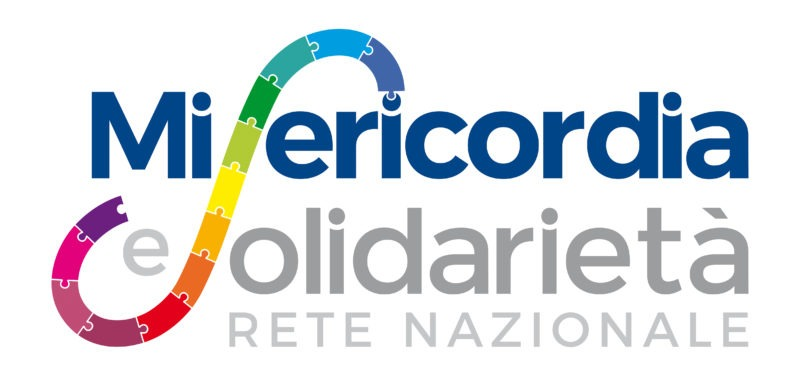 Misericordia
e Solidarietà
RETE NAZIONALE